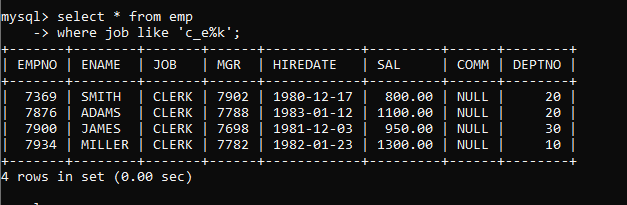 mysql> select * from emp
    -> where job like 'c_e%k';
+-------+--------+-------+------+------------+---------+------+--------+
| EMPNO | ENAME  | JOB   | MGR  | HIREDATE   | SAL     | COMM | DEPTNO |
+-------+--------+-------+------+------------+---------+------+--------+
|  7369 | SMITH  | CLERK | 7902 | 1980-12-17 |  800.00 | NULL |     20 |
|  7876 | ADAMS  | CLERK | 7788 | 1983-01-12 | 1100.00 | NULL |     20 |
|  7900 | JAMES  | CLERK | 7698 | 1981-12-03 |  950.00 | NULL |     30 |
|  7934 | MILLER | CLERK | 7782 | 1982-01-23 | 1300.00 | NULL |     10 |
+-------+--------+-------+------+------------+---------+------+--------+
4 rows in set (0.00 sec)